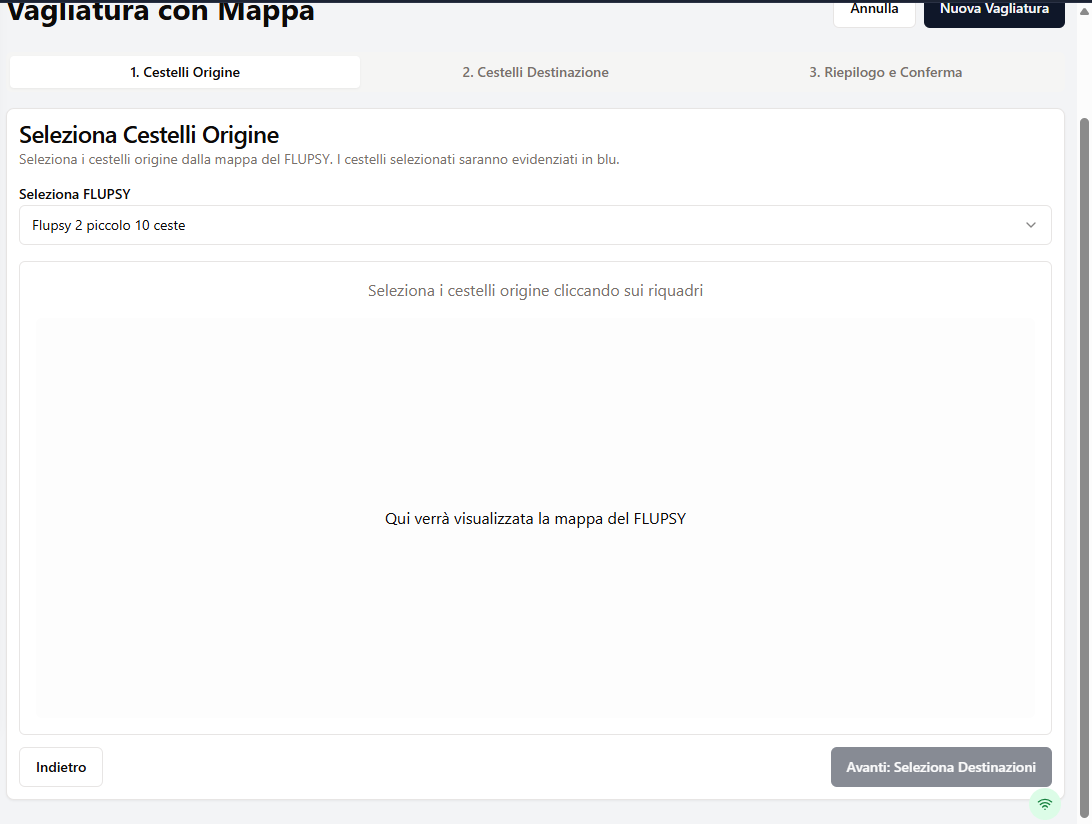 Vagliatura con Mappa
Annulla
Nuova Vagliatura
1. Cestelli Origine
2. Cestelli Destinazione
3. Riepilogo e Conferma
Seleziona Cestelli Origine
Seleziona i cestelli origine dalla mappa del FLUPSY. I cestelli selezionati saranno evidenziati in blu.
Seleziona FLUPSY
Flupsy 2 piccolo 10 ceste
Seleziona i cestelli origine cliccando sui riquadri
Qui verrà visualizzata la mappa del FLUPSY
Indietro
Avanti: Seleziona Destinazioni